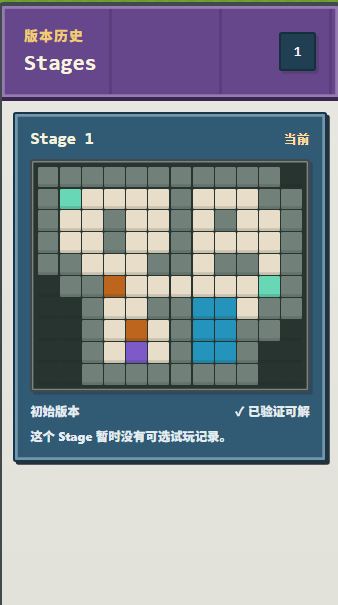 版本历史
Stages
1
Stage 1 当前
初始版本 ✓ 已验证可解
这个 Stage 暂时没有可选试玩记录。